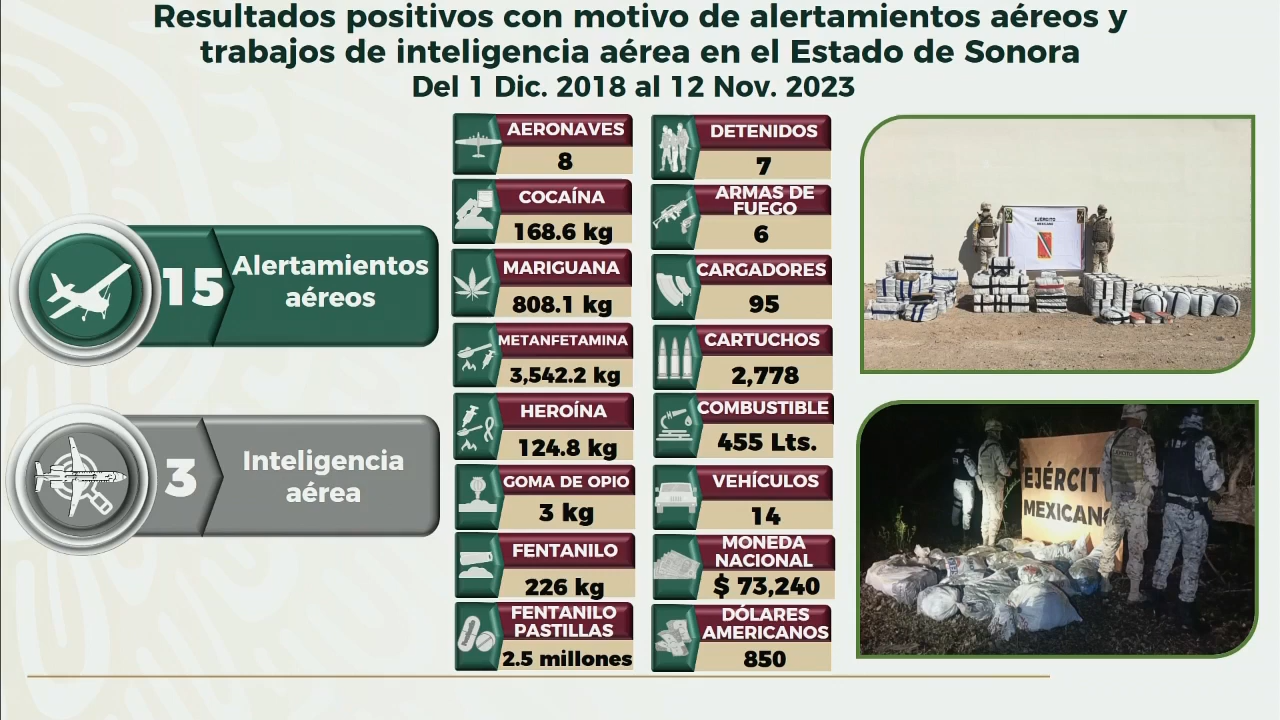 Resultados positivos con motivo de alertamientos aéreos y
trabajos de inteligencia aérea en el Estado de Sonora
Del 1 Dic. 2018 al 12 Nov. 2023
15
Alertamientos
aéreos
3
Inteligencia
aérea
AERONAVES
8
COCAÍNA
168.6 kg
MARIGUANA
808.1 kg
METANFETAMINA
3,542.2 kg
HEROÍNA
124.8 kg
GOMA DE OPIO
3 kg
FENTANILO
226 kg
FENTANILO
PASTILLAS
2.5 millones
DETENIDOS
7
ARMAS DE
FUEGO
6
CARGADORES
95
CARTUCHOS
2,778
COMBUSTIBLE
455 Lts.
VEHÍCULOS
14
MONEDA
NACIONAL
$ 73,240
DÓLARES
AMERICANOS
850
EJÉRCITO
MEXICANO
EJÉRCIT
MEXICAN